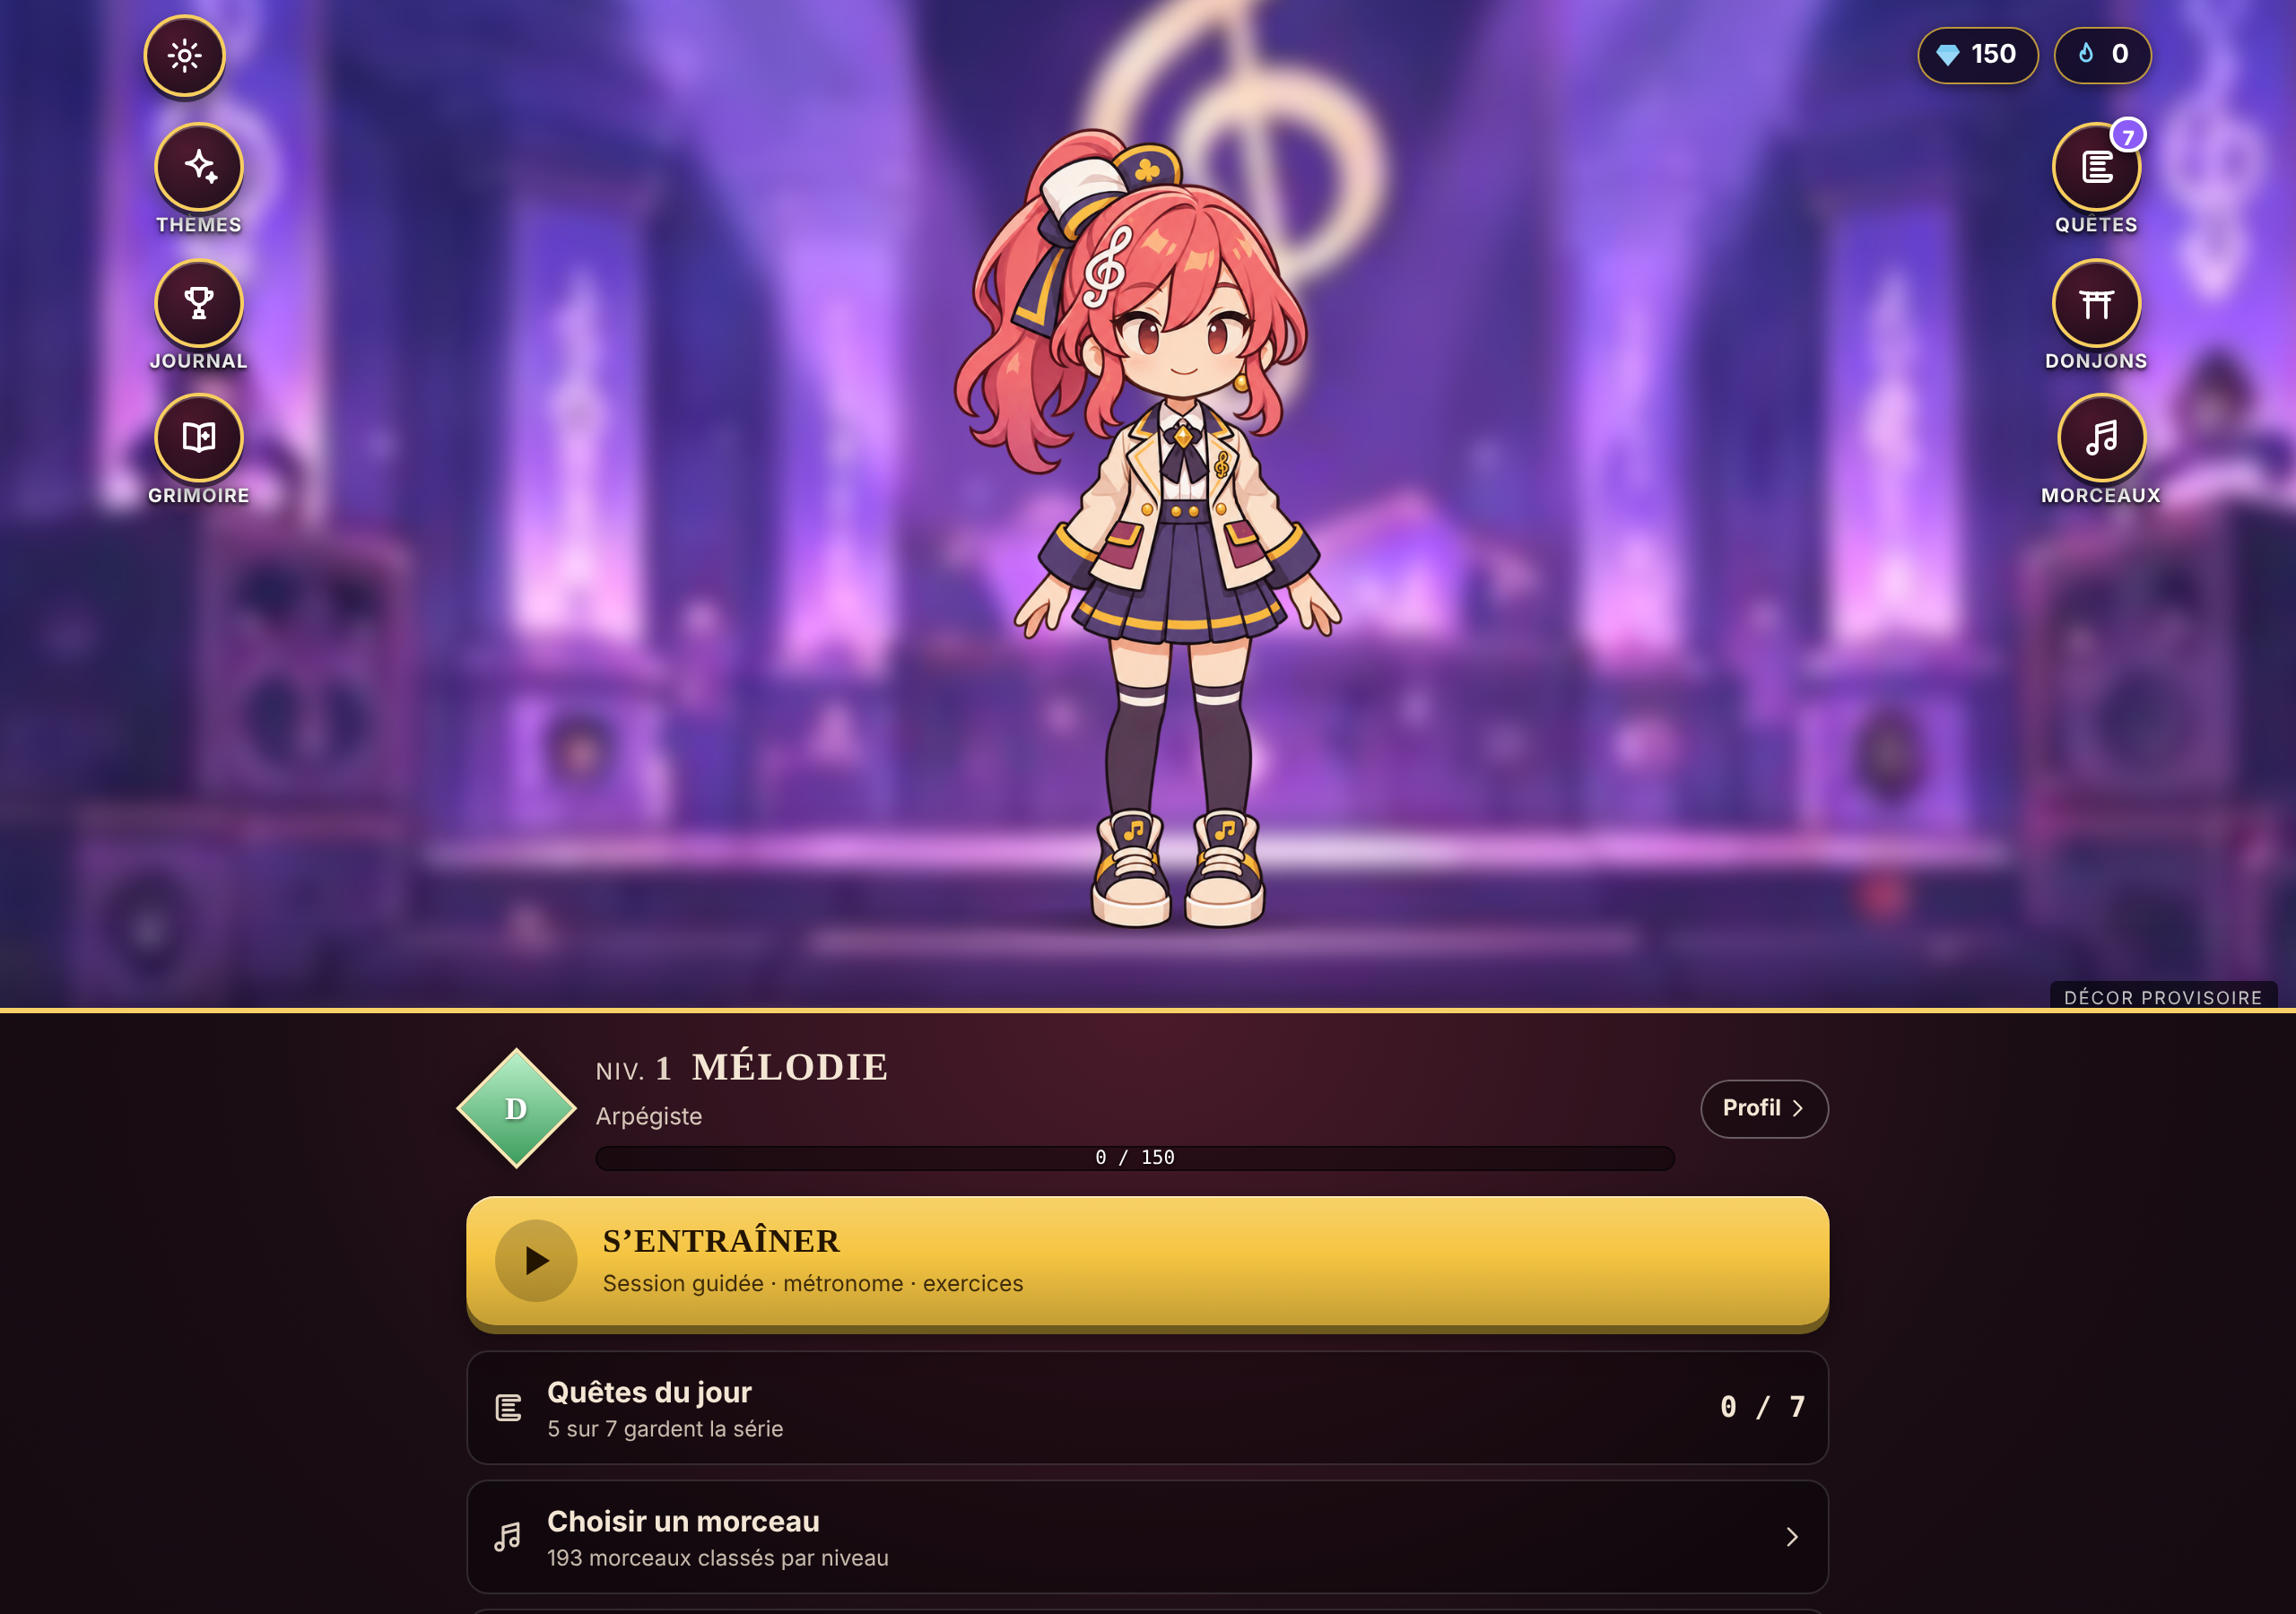 150
0
7
THÈMES
QUÊTES
JOURNAL
DONJONS
GRIMOIRE
MORCEAUX
DÉCOR PROVISOIRE
NIV. 1 MÉLODIE
D
Arpégiste
Profil
0 / 150
S’ENTRAÎNER
Session guidée · métronome · exercices
Quêtes du jour
0 / 7
5 sur 7 gardent la série
Choisir un morceau
193 morceaux classés par niveau